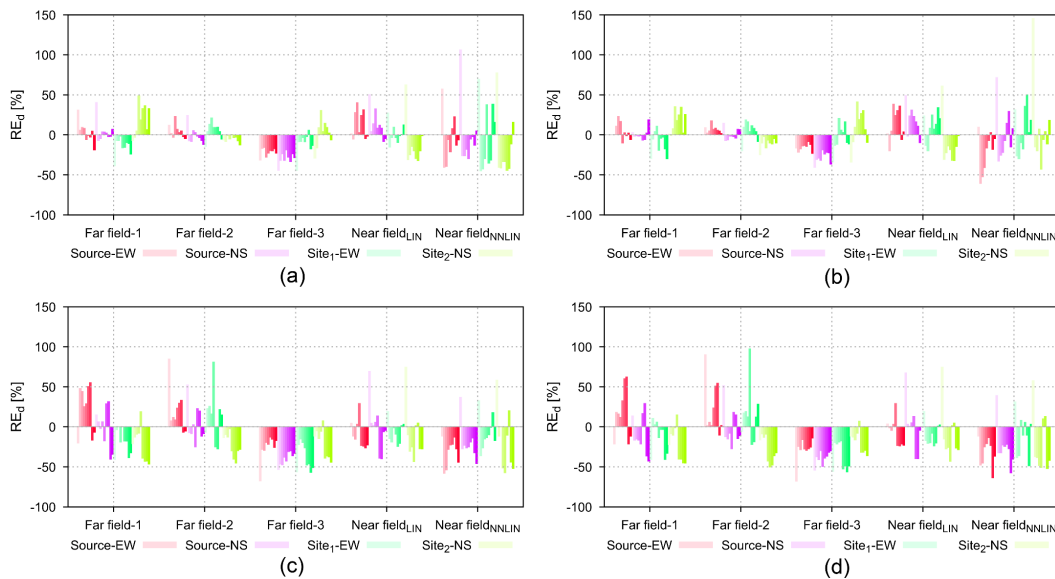 150
100
50
0
-50
-100
RE_d [%]
Far field-1 Far field-2 Far field-3 Near field_LIN Near field_NNLIN
Source-EW Source-NS Site_1-EW Site_2-NS
(a)
150
100
50
0
-50
-100
RE_d [%]
Far field-1 Far field-2 Far field-3 Near field_LIN Near field_NNLIN
Source-EW Source-NS Site_1-EW Site_2-NS
(b)
150
100
50
0
-50
-100
RE_d [%]
Far field-1 Far field-2 Far field-3 Near field_LIN Near field_NNLIN
Source-EW Source-NS Site_1-EW Site_2-NS
(c)
150
100
50
0
-50
-100
RE_d [%]
Far field-1 Far field-2 Far field-3 Near field_LIN Near field_NNLIN
Source-EW Source-NS Site_1-EW Site_2-NS
(d)